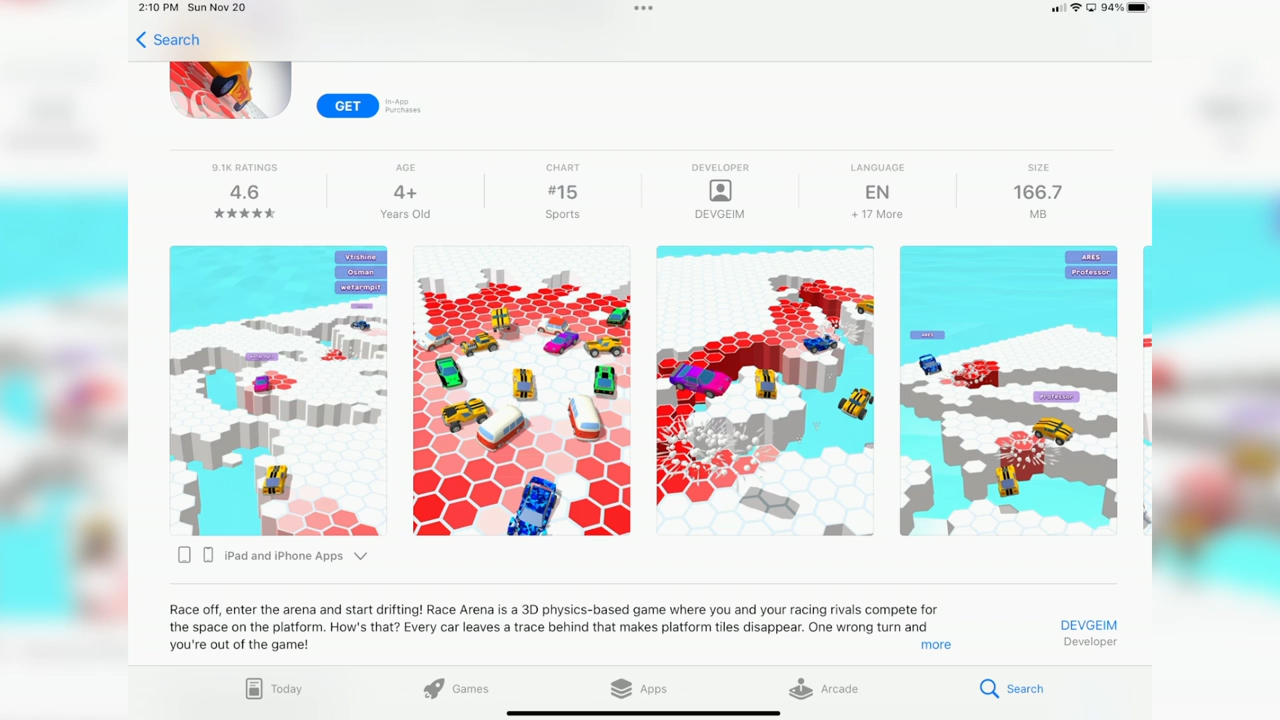 2:10 PM Sun Nov 20
94%
Search
GET
In-App
Purchases
9.1K RATINGS
4.6
AGE
4+
Years Old
CHART
#15
Sports
DEVELOPER
DEVGEIM
LANGUAGE
EN
+ 17 More
SIZE
166.7
MB
Vtishine
Osman
wetarmpit
ARES
Professor
ARES
Professor
iPad and iPhone Apps
Race off, enter the arena and start drifting! Race Arena is a 3D physics-based game where you and your racing rivals compete for
the space on the platform. How's that? Every car leaves a trace behind that makes platform tiles disappear. One wrong turn and
you're out of the game!
more
DEVGEIM
Developer
Today
Games
Apps
Arcade
Search